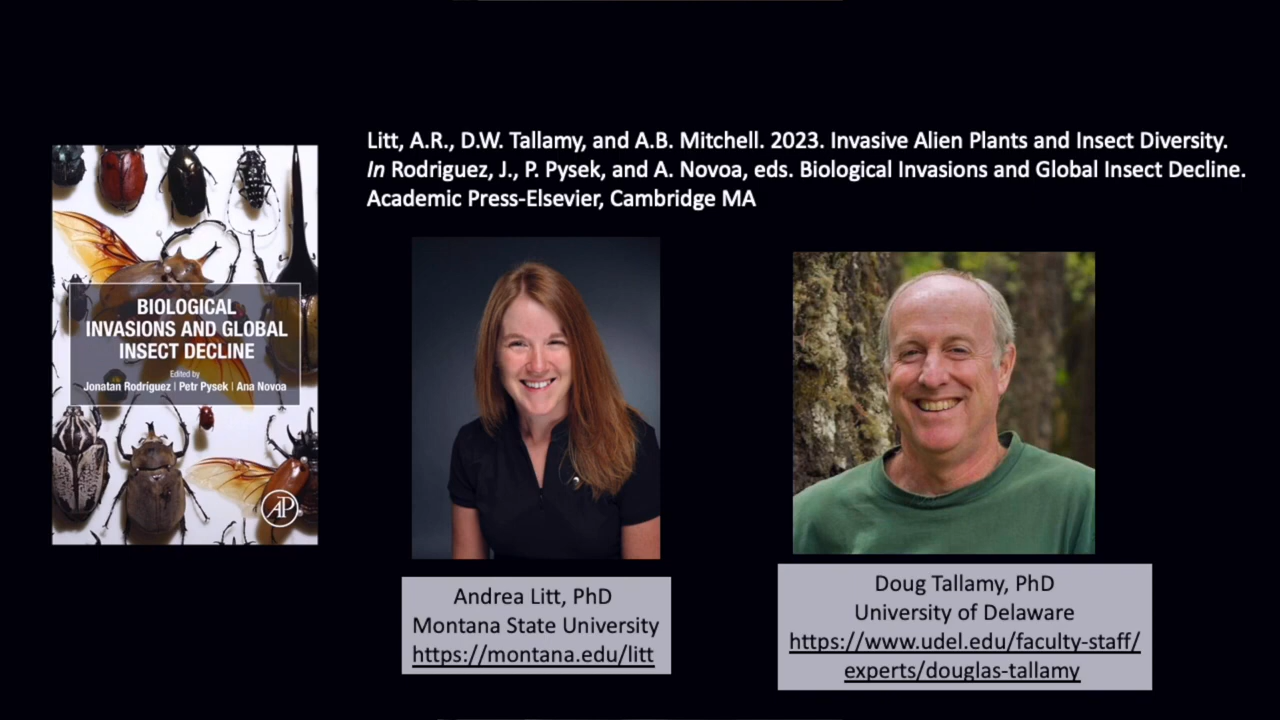 Litt, A.R., D.W. Tallamy, and A.B. Mitchell. 2023. Invasive Alien Plants and Insect Diversity.
In Rodriguez, J., P. Pysek, and A. Novoa, eds. Biological Invasions and Global Insect Decline.
Academic Press-Elsevier, Cambridge MA
BIOLOGICAL
INVASIONS AND GLOBAL
INSECT DECLINE
Edited by
Jonatan Rodríguez | Petr Pysek | Ana Novoa
AP
Andrea Litt, PhD
Montana State University
https://montana.edu/litt
Doug Tallamy, PhD
University of Delaware
https://www.udel.edu/faculty-staff/
experts/douglas-tallamy